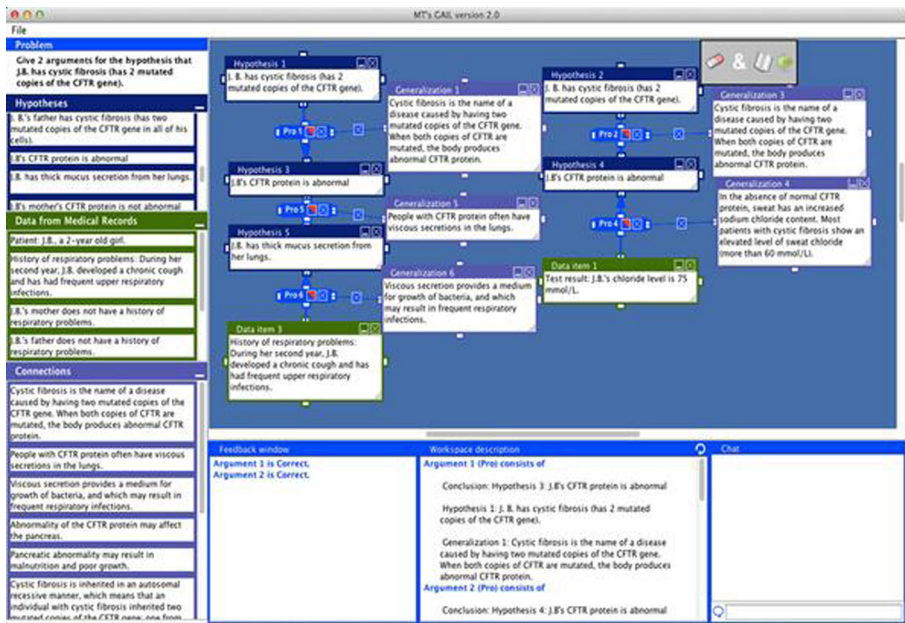 MT's GAIL version 2.0
File
Problem
Give 2 arguments for the hypothesis that
J.B. has cystic fibrosis (has 2 mutated
copies of the CFTR gene).
Hypotheses
J. B.'s father has cystic fibrosis (has two
mutated copies of the CFTR gene in all of his
cells).
J.B's CFTR protein is abnormal
J.B. has thick mucus secretion from her lungs.
J.B's mother's CFTR protein is not abnormal
Data from Medical Records
Patient: J.B., a 2-year old girl.
History of respiratory problems: During her
second year, J.B. developed a chronic cough
and has had frequent upper respiratory
infections.
J.B.'s mother does not have a history of
respiratory problems.
J.B.'s father does not have a history of
respiratory problems.
Connections
Cystic fibrosis is the name of a disease
caused by having two mutated copies of the
CFTR gene. When both copies of CFTR are
mutated, the body produces abnormal CFTR
protein.
People with CFTR protein often have viscous
secretions in the lungs.
Viscous secretion provides a medium for
growth of bacteria, and which may result in
frequent respiratory infections.
Abnormality of the CFTR protein may affect
the pancreas.
Pancreatic abnormality may result in
malnutrition and poor growth.
Cystic fibrosis is inherited in an autosomal
recessive manner, which means that an
individual with cystic fibrosis inherited two
mutated copies of the CFTR gene, one from
Hypothesis 1
J. B. has cystic fibrosis (has 2
mutated copies of the CFTR gene).
Pro 1
Generalization 1
Cystic fibrosis is the name of a
disease caused by having two
mutated copies of the CFTR gene.
When both copies of CFTR are
mutated, the body produces
abnormal CFTR protein.
Hypothesis 3
J.B's CFTR protein is abnormal
Pro 5
Generalization 5
People with CFTR protein often have
viscous secretions in the lungs.
Hypothesis 5
J.B. has thick mucus secretion from
her lungs.
Pro 6
Generalization 6
Viscous secretion provides a medium
for growth of bacteria, and which
may result in frequent respiratory
infections.
Data item 3
History of respiratory problems:
During her second year, J.B.
developed a chronic cough and has
had frequent upper respiratory
infections.
Hypothesis 2
J. B. has cystic fibrosis (has 2
mutated copies of the CFTR gene).
Pro 2
&
Generalization 3
Cystic fibrosis is the name of a
disease caused by having two
mutated copies of the CFTR gene.
When both copies of CFTR are
mutated, the body produces
abnormal CFTR protein.
Hypothesis 4
J.B's CFTR protein is abnormal
Pro 4
Generalization 4
In the absence of normal CFTR
protein, sweat has an increased
sodium chloride content. Most
patients with cystic fibrosis show an
elevated level of sweat chloride
(more than 60 mmol/L).
Data item 1
Test result: J.B.'s chloride level is 75
mmol/L.
Feedback window
Argument 1 is Correct.
Argument 2 is Correct.
Workspace description
Argument 1 (Pro) consists of
Conclusion: Hypothesis 3: J.B's CFTR protein is abnormal
Hypothesis 1: J. B. has cystic fibrosis (has 2 mutated
copies of the CFTR gene).
Generalization 1: Cystic fibrosis is the name of a disease
caused by having two mutated copies of the CFTR gene.
When both copies of CFTR are mutated, the body produces
abnormal CFTR protein.
Argument 2 (Pro) consists of
Conclusion: Hypothesis 4: J.B's CFTR protein is abnormal
Chat